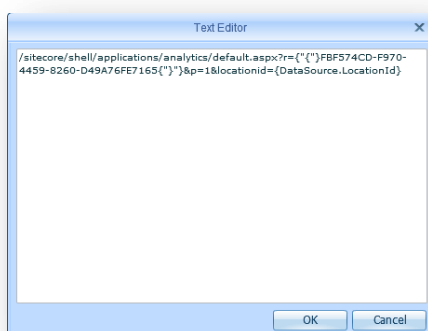 Text Editor
/sitecore/shell/applications/analytics/default.aspx?r={"{"}FBF574CD-F970-
4459-8260-D49A76FE7165{"}"}&p=1&locationid={DataSource.LocationId}
OK Cancel